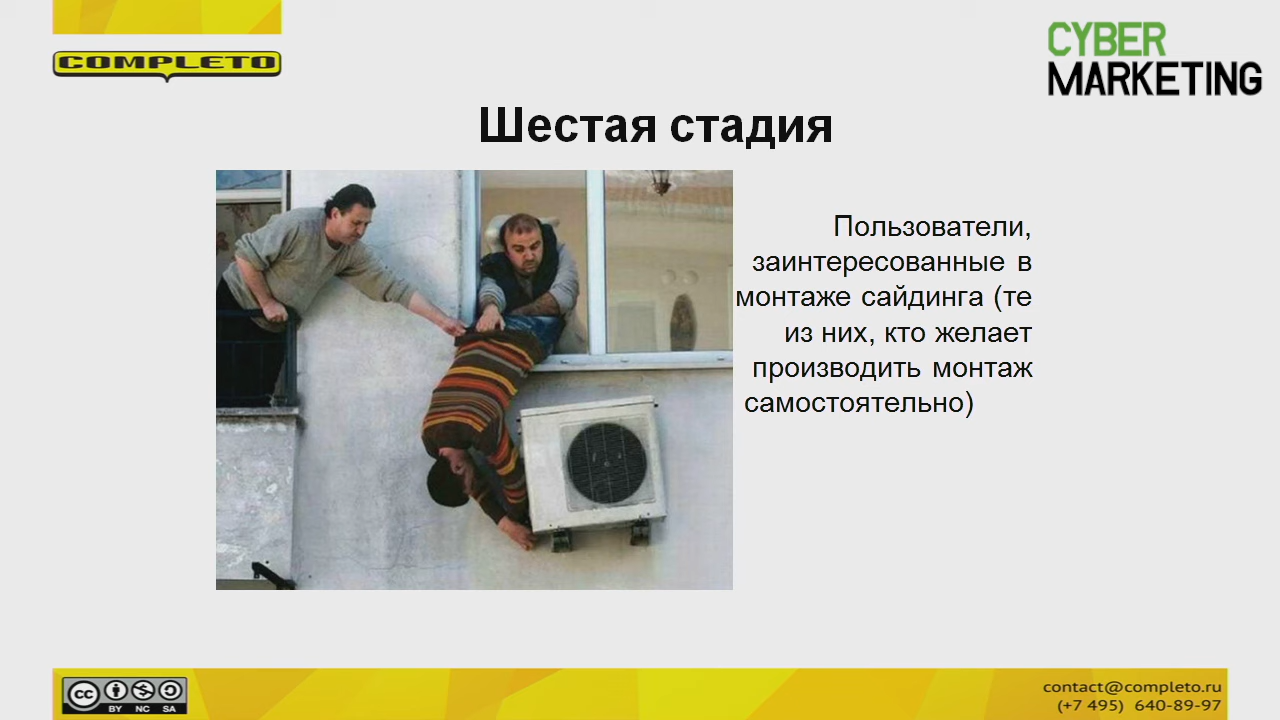 COMPLETO
CYBER
MARKETING
Шестая стадия
Пользователи,
заинтересованные в
монтаже сайдинга (те
из них, кто желает
производить монтаж
самостоятельно)
cc
BY NC SA
contact@completo.ru
(+7 495) 640-89-97